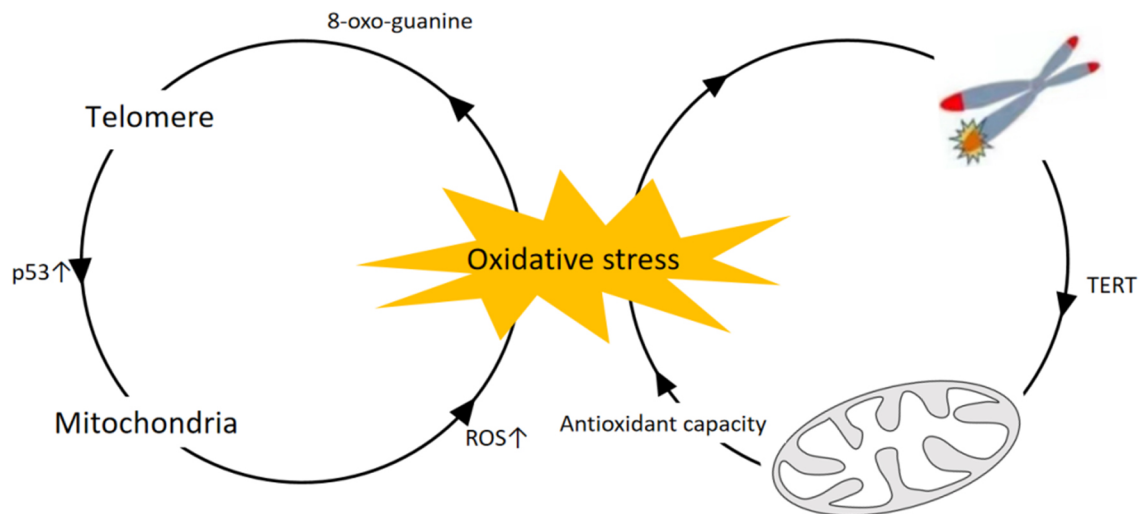 8-oxo-guanine
Telomere
Oxidative stress
p53↑
TERT
Mitochondria
ROS↑
Antioxidant capacity